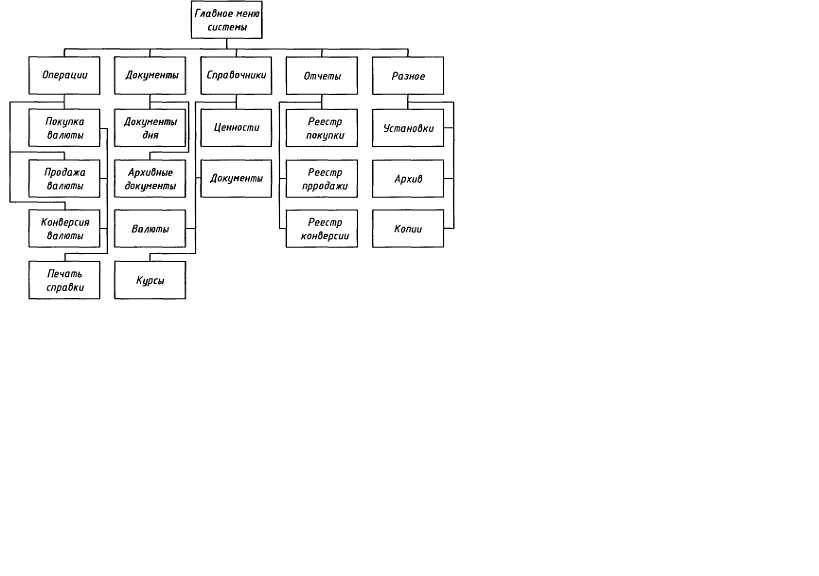 Главное меню
системы
Операции
Документы
Справочники
Отчеты
Разное
Покупка
валюты
Документы
дня
Ценности
Реестр
покупки
Установки
Продажа
валюты
Архивные
документы
Документы
Реестр
прродажи
Архив
Конверсия
валюты
Валюты
Реестр
конверсии
Копии
Печать
справки
Курсы